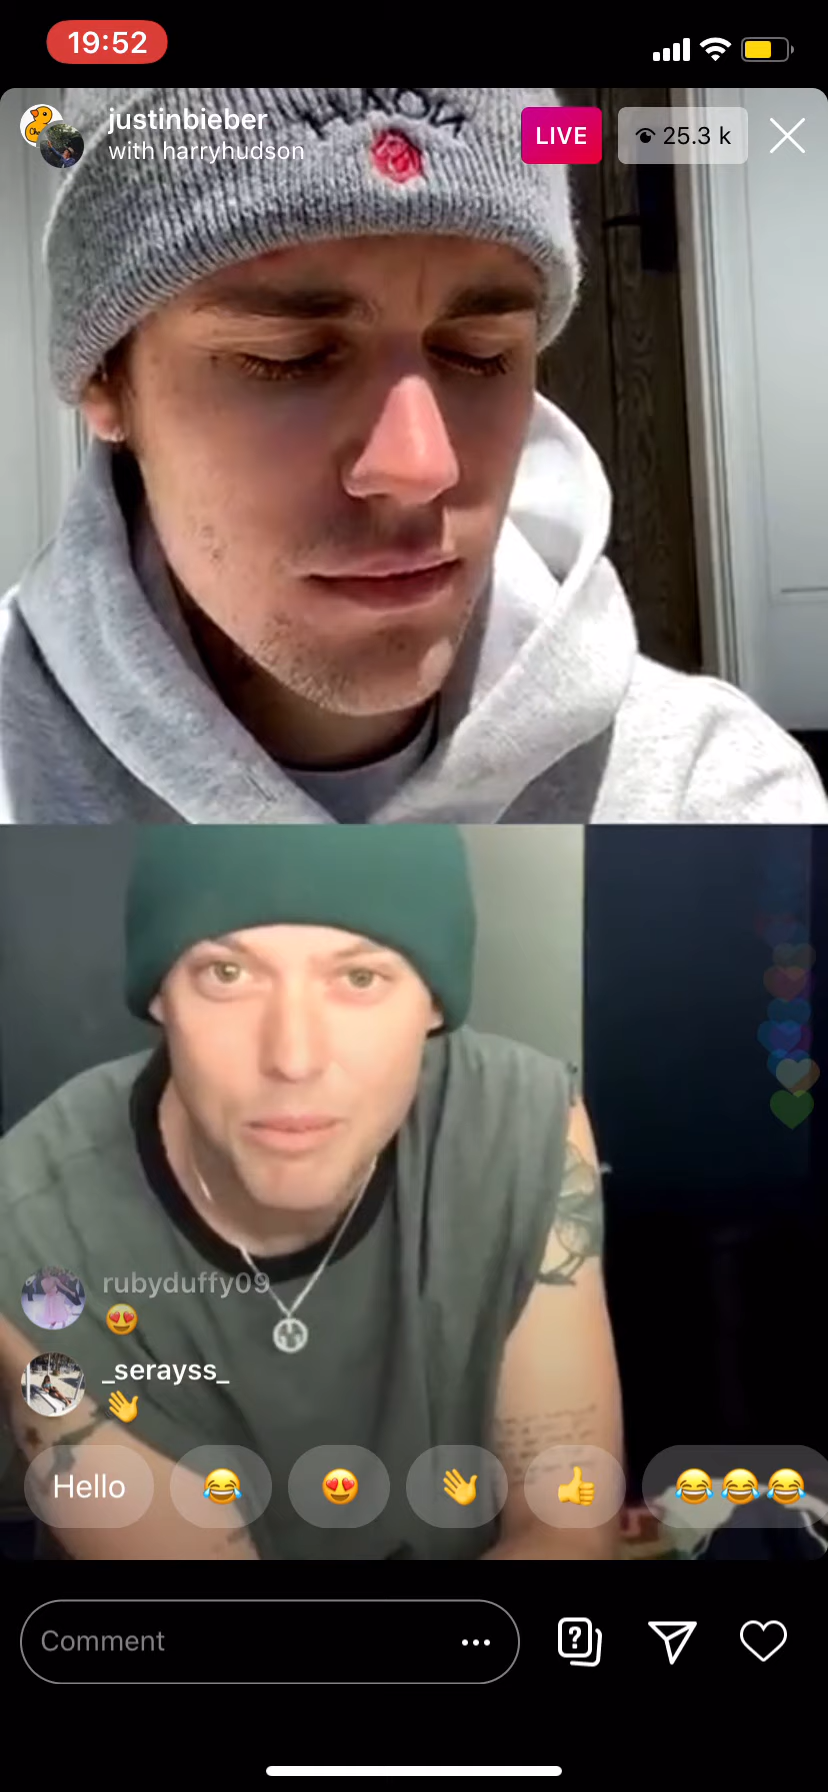 19:52
justinbieber
with harryhudson
LIVE
25.3 k
rubyduffy09
😍
_serayss_
👋
Hello
😂
😍
👋
👍
😂😂😂
Comment